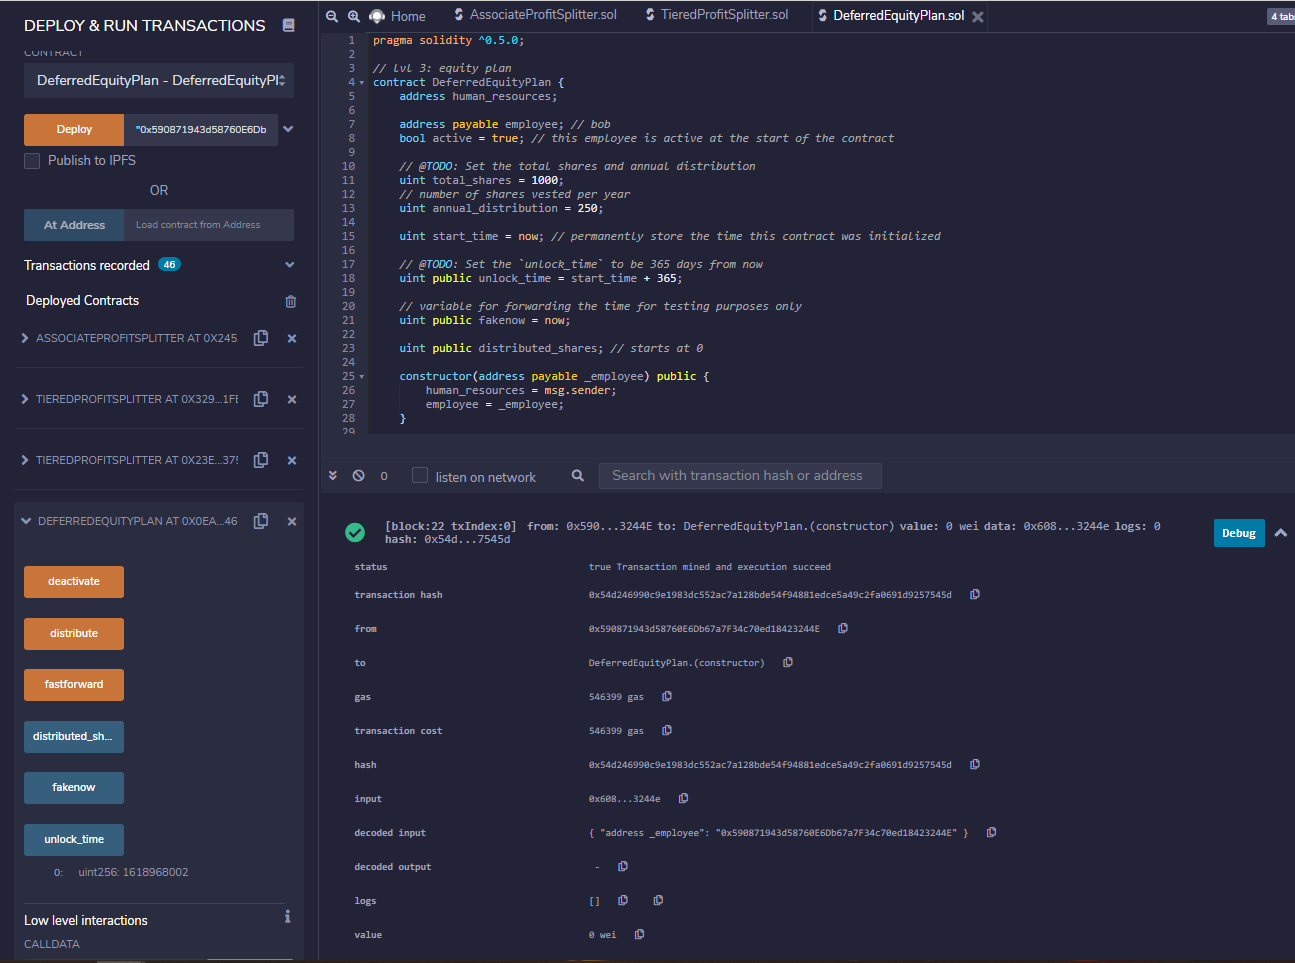 DEPLOY & RUN TRANSACTIONS
CONTRACT
DeferredEquityPlan - DeferredEquityPl
Deploy
"0x590871943d58760E6Db
Publish to IPFS
OR
At Address
Load contract from Address
Transactions recorded 46
Deployed Contracts
ASSOCIATEPROFITSPLITTER AT 0X245
TIEREDPROFITSPLITTER AT 0X329...1FE
TIEREDPROFITSPLITTER AT 0X23E...375
DEFERREDEQUITYPLAN AT 0X0EA...46
deactivate
distribute
fastforward
distributed_sh...
fakenow
unlock_time
0: uint256: 1618968002
Low level interactions
CALLDATA
Home
AssociateProfitSplitter.sol
TieredProfitSplitter.sol
DeferredEquityPlan.sol
4 tabs
1 pragma solidity ^0.5.0;
2
3 // lvl 3: equity plan
4 contract DeferredEquityPlan {
5 address human_resources;
6
7 address payable employee; // bob
8 bool active = true; // this employee is active at the start of the contract
9
10 // @TODO: Set the total shares and annual distribution
11 uint total_shares = 1000;
12 // number of shares vested per year
13 uint annual_distribution = 250;
14
15 uint start_time = now; // permanently store the time this contract was initialized
16
17 // @TODO: Set the `unlock_time` to be 365 days from now
18 uint public unlock_time = start_time + 365;
19
20 // variable for forwarding the time for testing purposes only
21 uint public fakenow = now;
22
23 uint public distributed_shares; // starts at 0
24
25 constructor(address payable _employee) public {
26 human_resources = msg.sender;
27 employee = _employee;
28 }
29
0
listen on network
Search with transaction hash or address
[block:22 txIndex:0] from: 0x590...3244E to: DeferredEquityPlan.(constructor) value: 0 wei data: 0x608...3244e logs: 0
hash: 0x54d...7545d
Debug
status true Transaction mined and execution succeed
transaction hash 0x54d246990c9e1983dc552ac7a128bde54f94881edce5a49c2fa0691d9257545d
from 0x590871943d58760E6Db67a7F34c70ed18423244E
to DeferredEquityPlan.(constructor)
gas 546399 gas
transaction cost 546399 gas
hash 0x54d246990c9e1983dc552ac7a128bde54f94881edce5a49c2fa0691d9257545d
input 0x608...3244e
decoded input { "address _employee": "0x590871943d58760E6Db67a7F34c70ed18423244E" }
decoded output -
logs []
value 0 wei